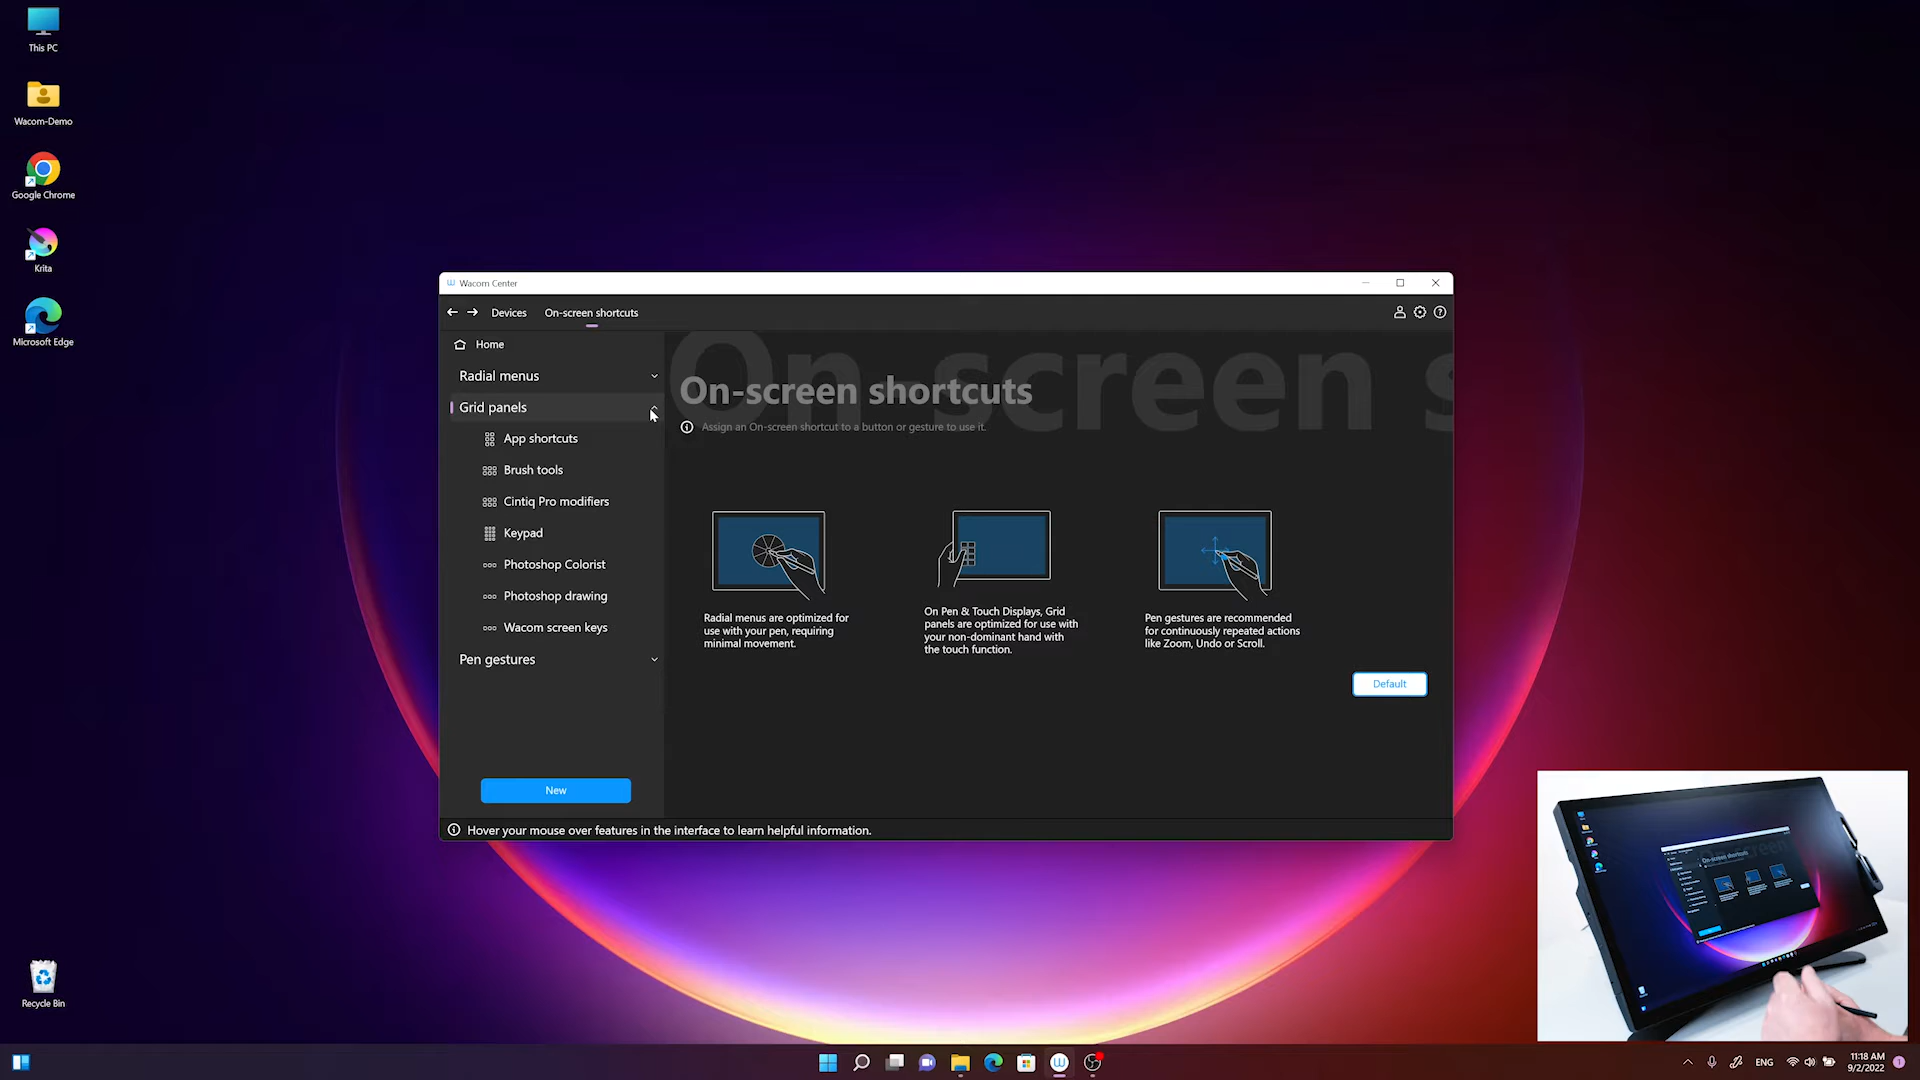 This PC
Wacom-Demo
Google Chrome
Krita
Microsoft Edge
Recycle Bin
Wacom Center
Devices
On-screen shortcuts
Home
Radial menus
Grid panels
App shortcuts
Brush tools
Cintiq Pro modifiers
Keypad
Photoshop Colorist
Photoshop drawing
Wacom screen keys
Pen gestures
New
On-screen s
On-screen shortcuts
Assign an On-screen shortcut to a button or gesture to use it.
Radial menus are optimized for
use with your pen, requiring
minimal movement.
On Pen & Touch Displays, Grid
panels are optimized for use with
your non-dominant hand with
the touch function.
Pen gestures are recommended
for continuously repeated actions
like Zoom, Undo or Scroll.
Default
Hover your mouse over features in the interface to learn helpful information.
On-screen shortcuts
ENG
11:18 AM
9/2/2022
1